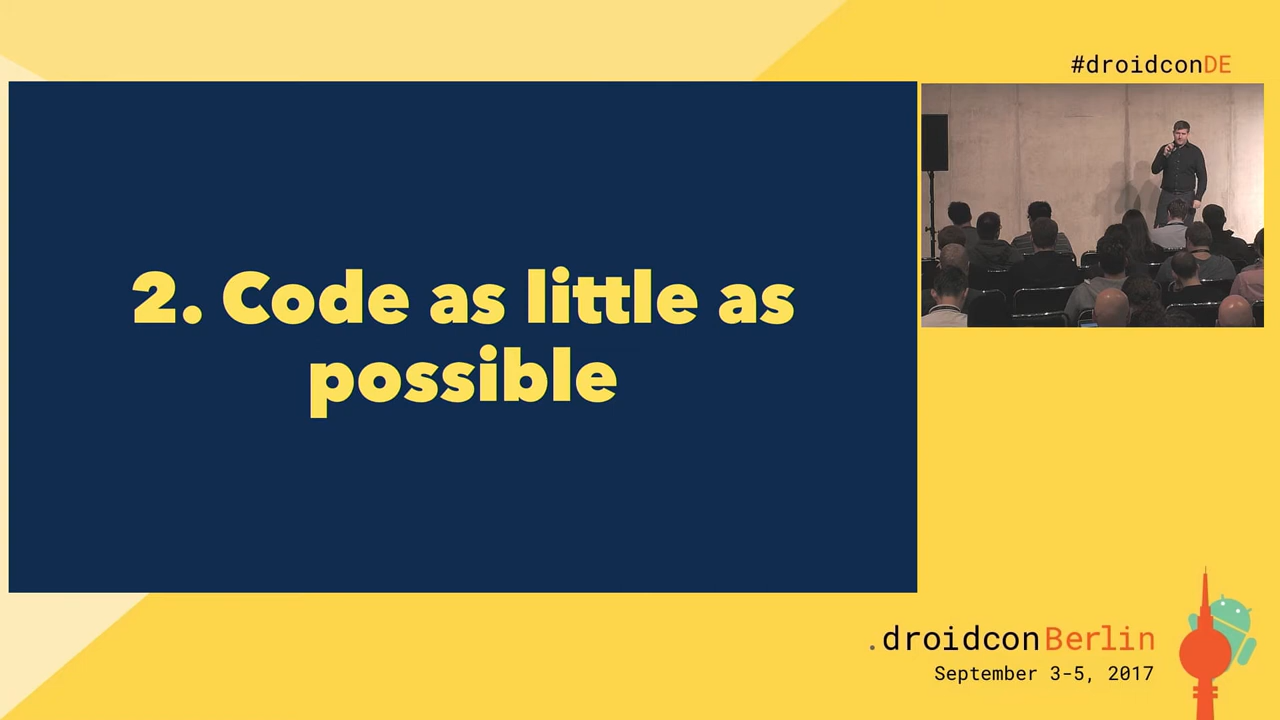 #droidconDE
2. Code as little as
possible
.droidconBerlin
September 3-5, 2017